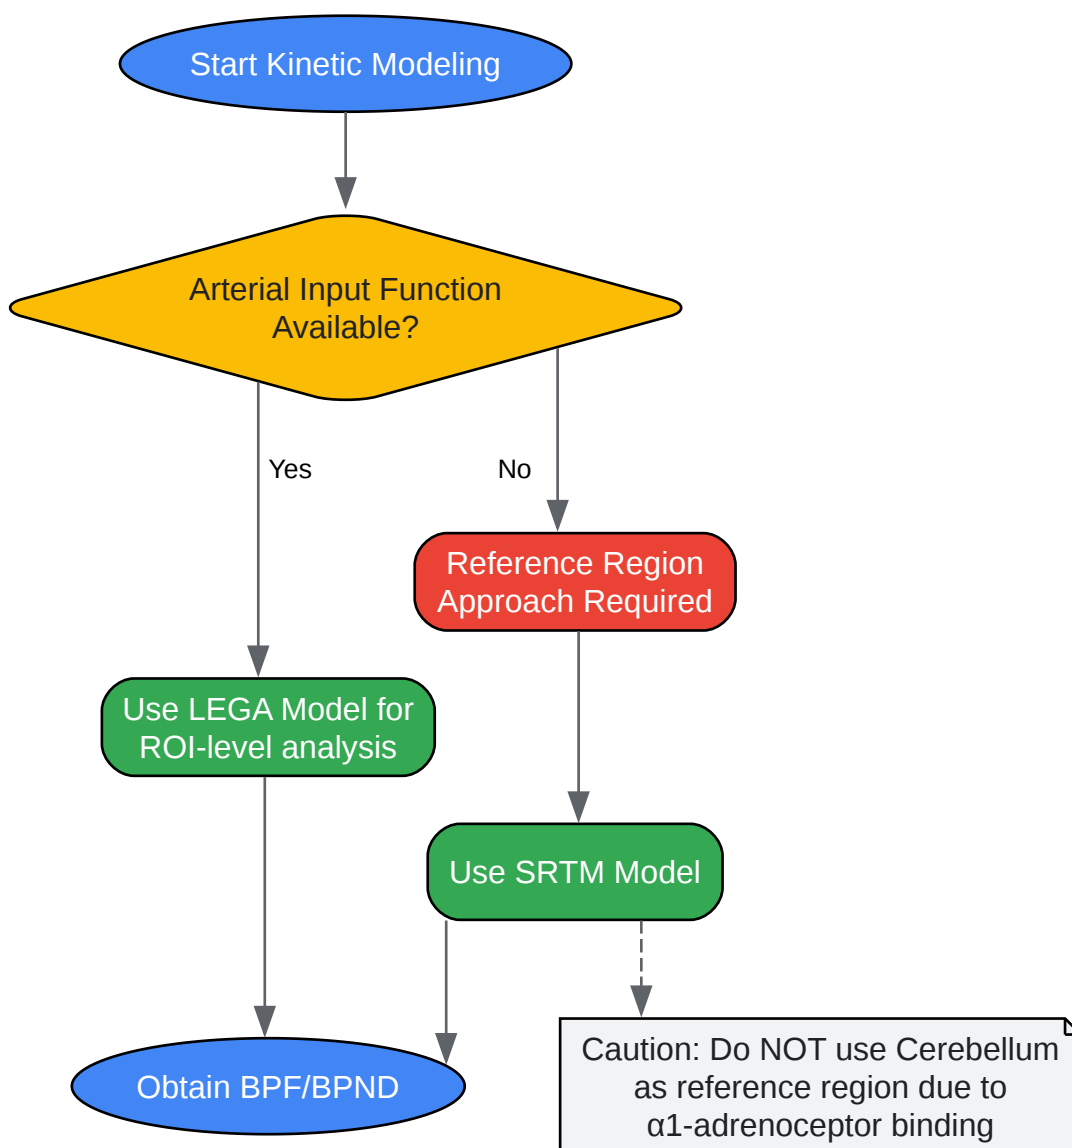 Start Kinetic Modeling
Arterial Input Function
Available?
Yes
No
Reference Region
Approach Required
Use LEGA Model for
ROI-level analysis
Use SRTM Model
Obtain BPF/BPND
Caution: Do NOT use Cerebellum
as reference region due to
α1-adrenoceptor binding